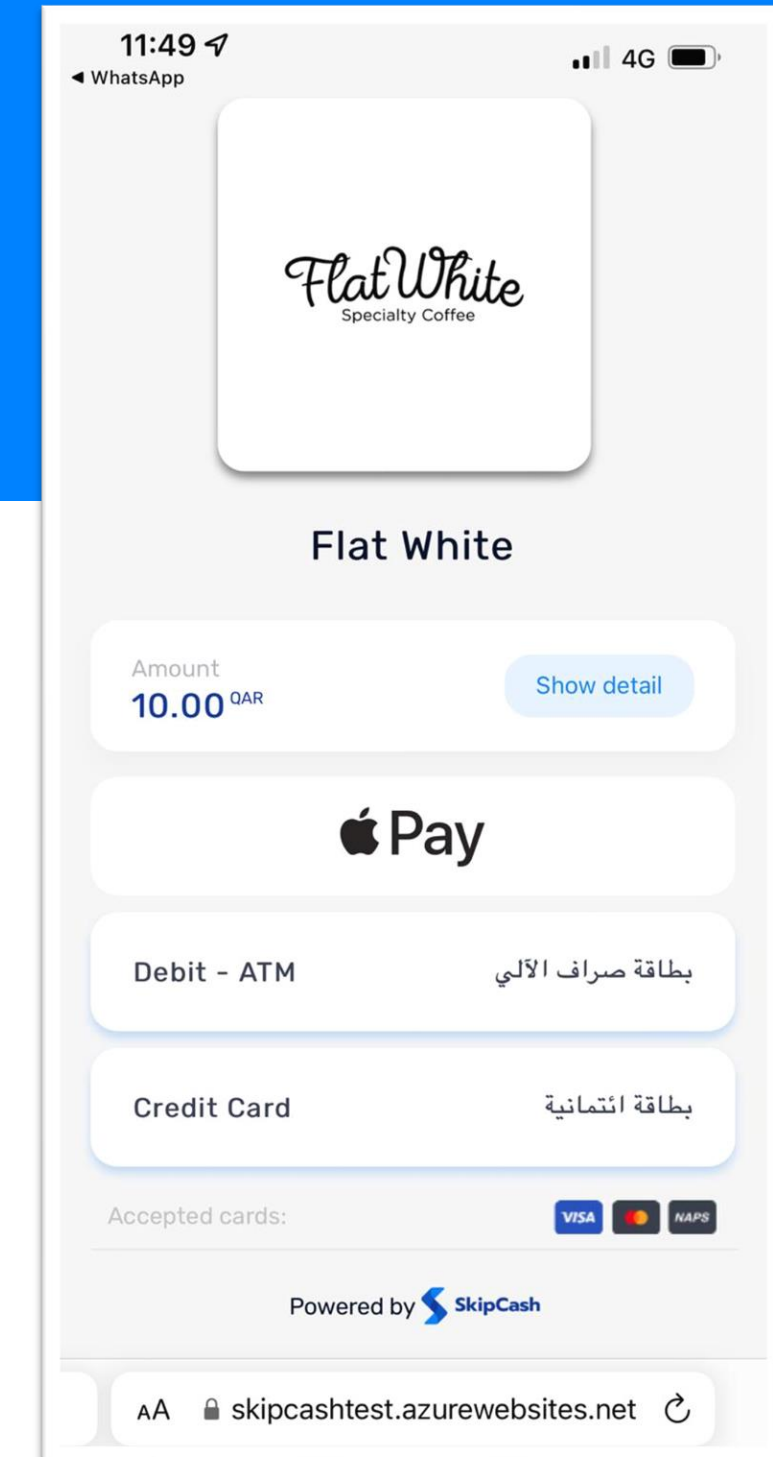 11:49
◀ WhatsApp
4G
Flat White
Specialty Coffee
Flat White
Amount
10.00 QAR
Show detail
Pay
Debit - ATM
بطاقة صراف الآلي
Credit Card
بطاقة ائتمانية
Accepted cards:
VISA
NAPS
Powered by SkipCash
AA skipcashtest.azurewebsites.net